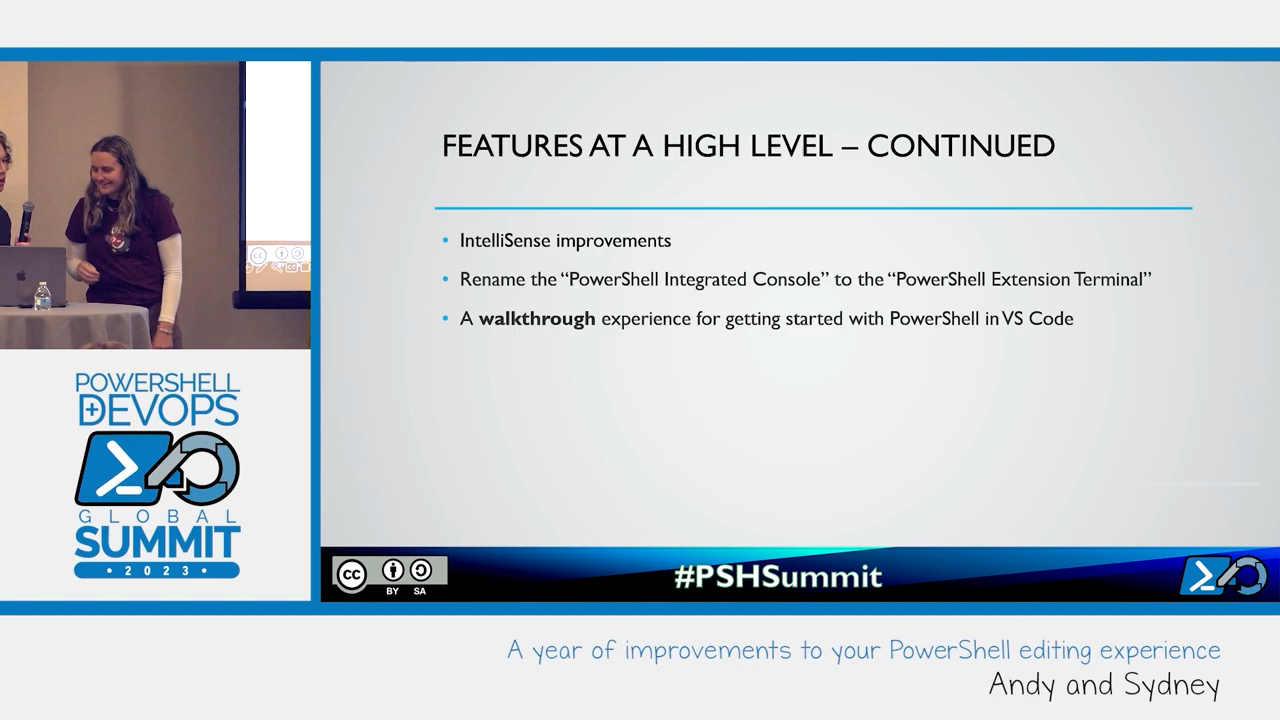 FEATURES AT A HIGH LEVEL – CONTINUED
• IntelliSense improvements
• Rename the “PowerShell Integrated Console” to the “PowerShell Extension Terminal”
• A walkthrough experience for getting started with PowerShell in VS Code
POWERSHELL
+DEVOPS
GLOBAL
SUMMIT
• 2023 •
cc
BY SA
#PSHSummit
A year of improvements to your PowerShell editing experience
Andy and Sydney